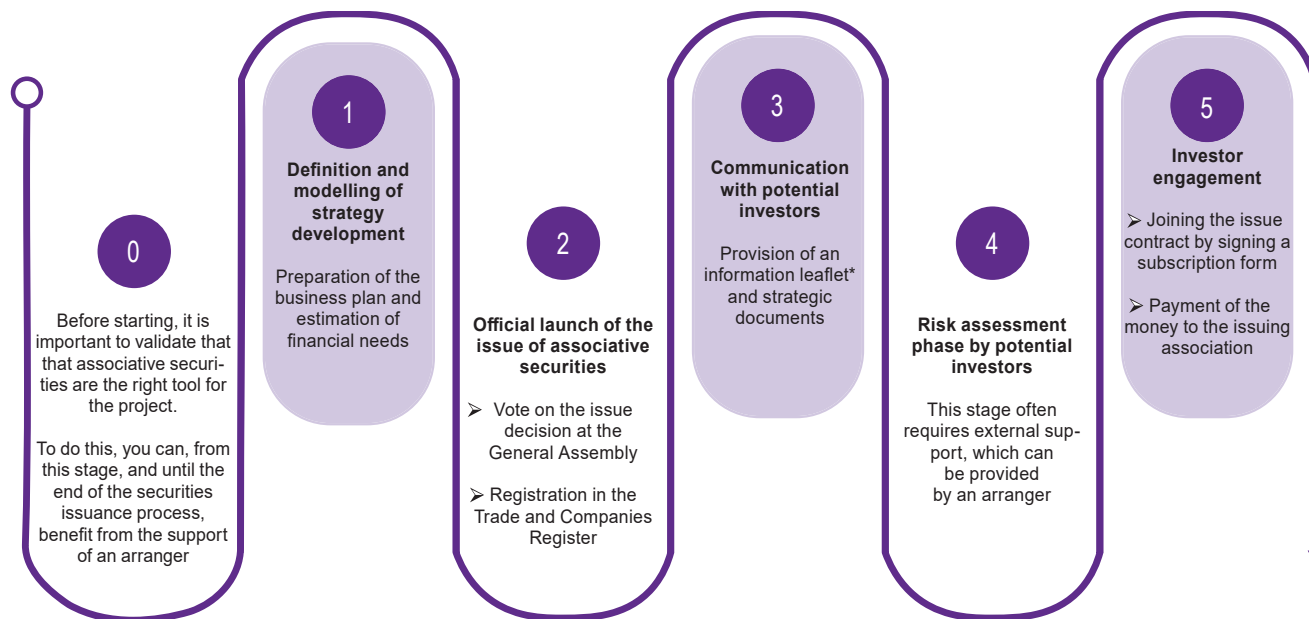 0
Before starting, it is
important to validate that
that associative securi-
ties are the right tool for
the project.
To do this, you can, from
this stage, and until the
end of the securities
issuance process,
benefit from the support
of an arranger
1
Definition and
modelling of
strategy
development
Preparation of the
business plan and
estimation of
financial needs
2
Official launch of the
issue of associative
securities
➢ Vote on the issue
decision at the
General Assembly
➢ Registration in the
Trade and Companies
Register
3
Communication
with potential
investors
Provision of an
information leaflet*
and strategic
documents
4
Risk assessment
phase by potential
investors
This stage often
requires external sup-
port, which can
be provided
by an arranger
5
Investor
engagement
➢ Joining the issue
contract by signing a
subscription form
➢ Payment of the
money to the issuing
association